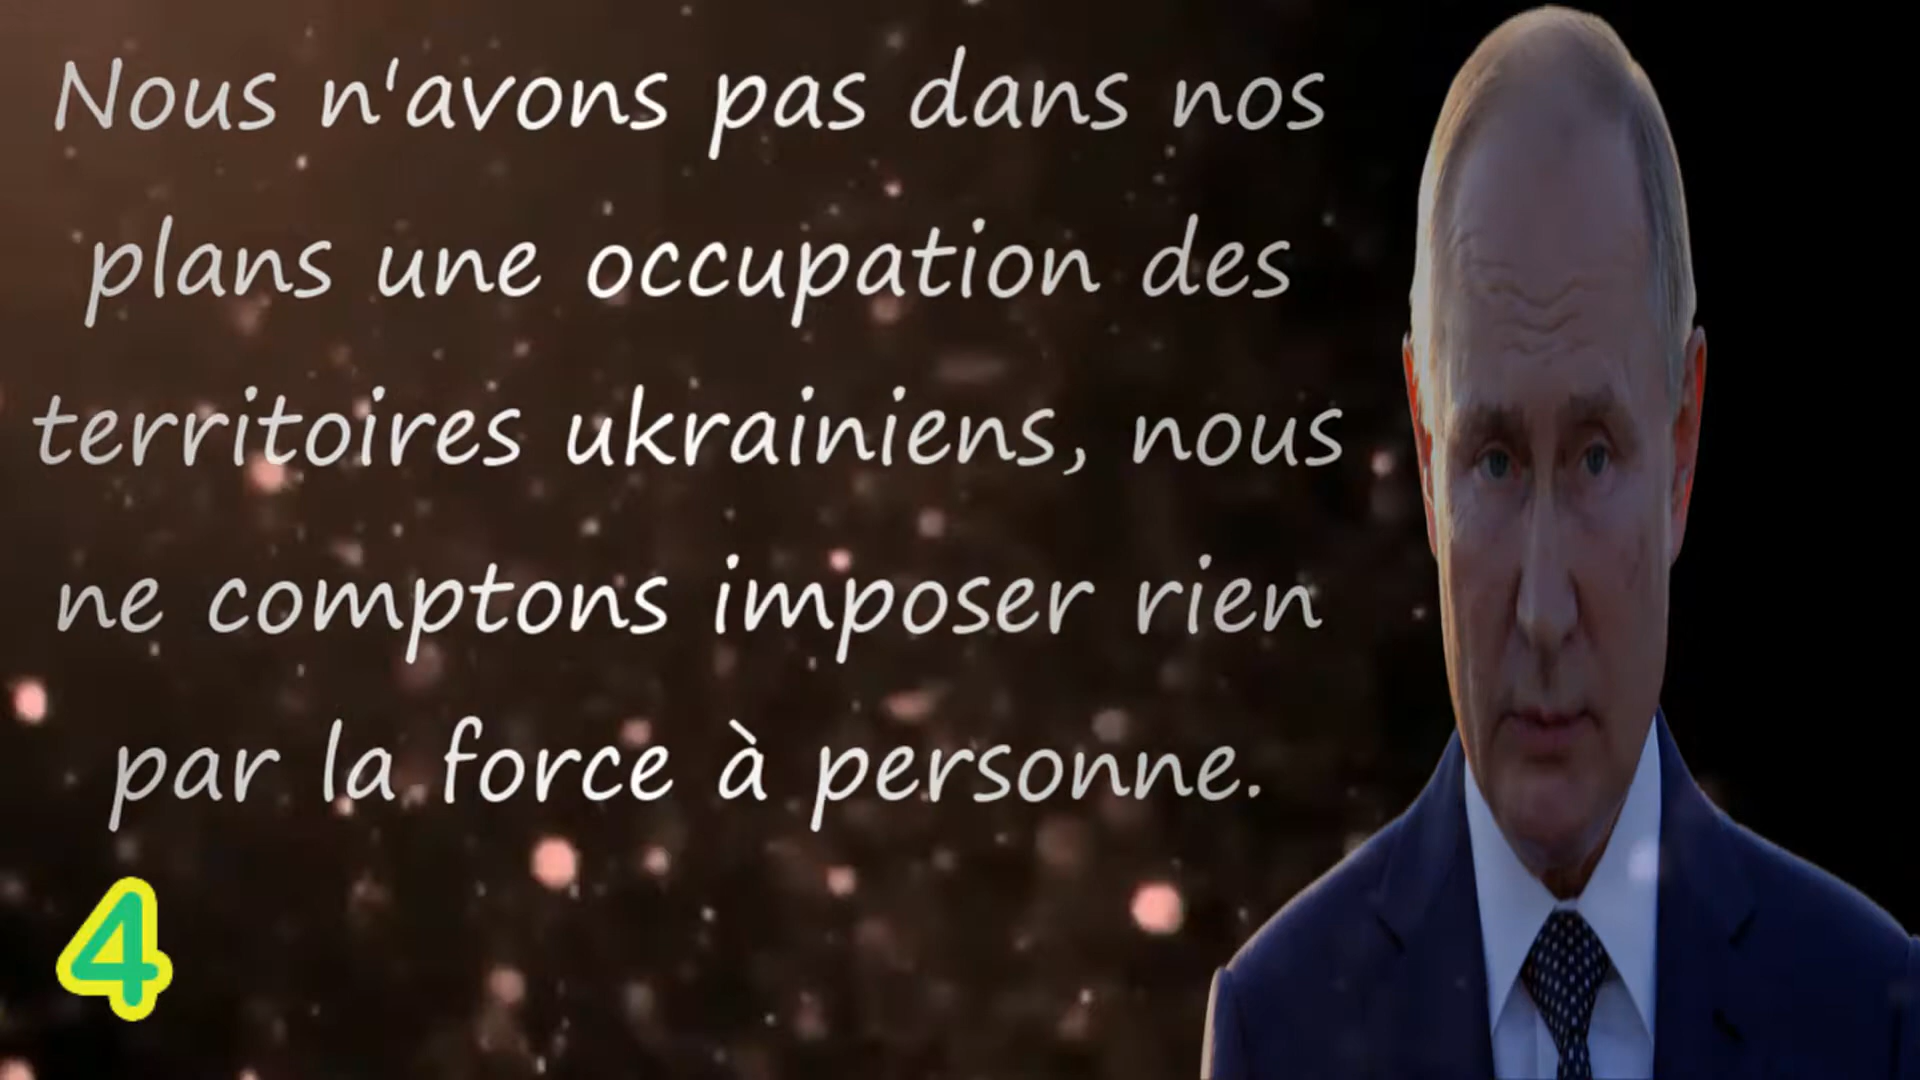 Nous n'avons pas dans nos
plans une occupation des
territoires ukrainiens, nous
ne comptons imposer rien
par la force à personne.
4